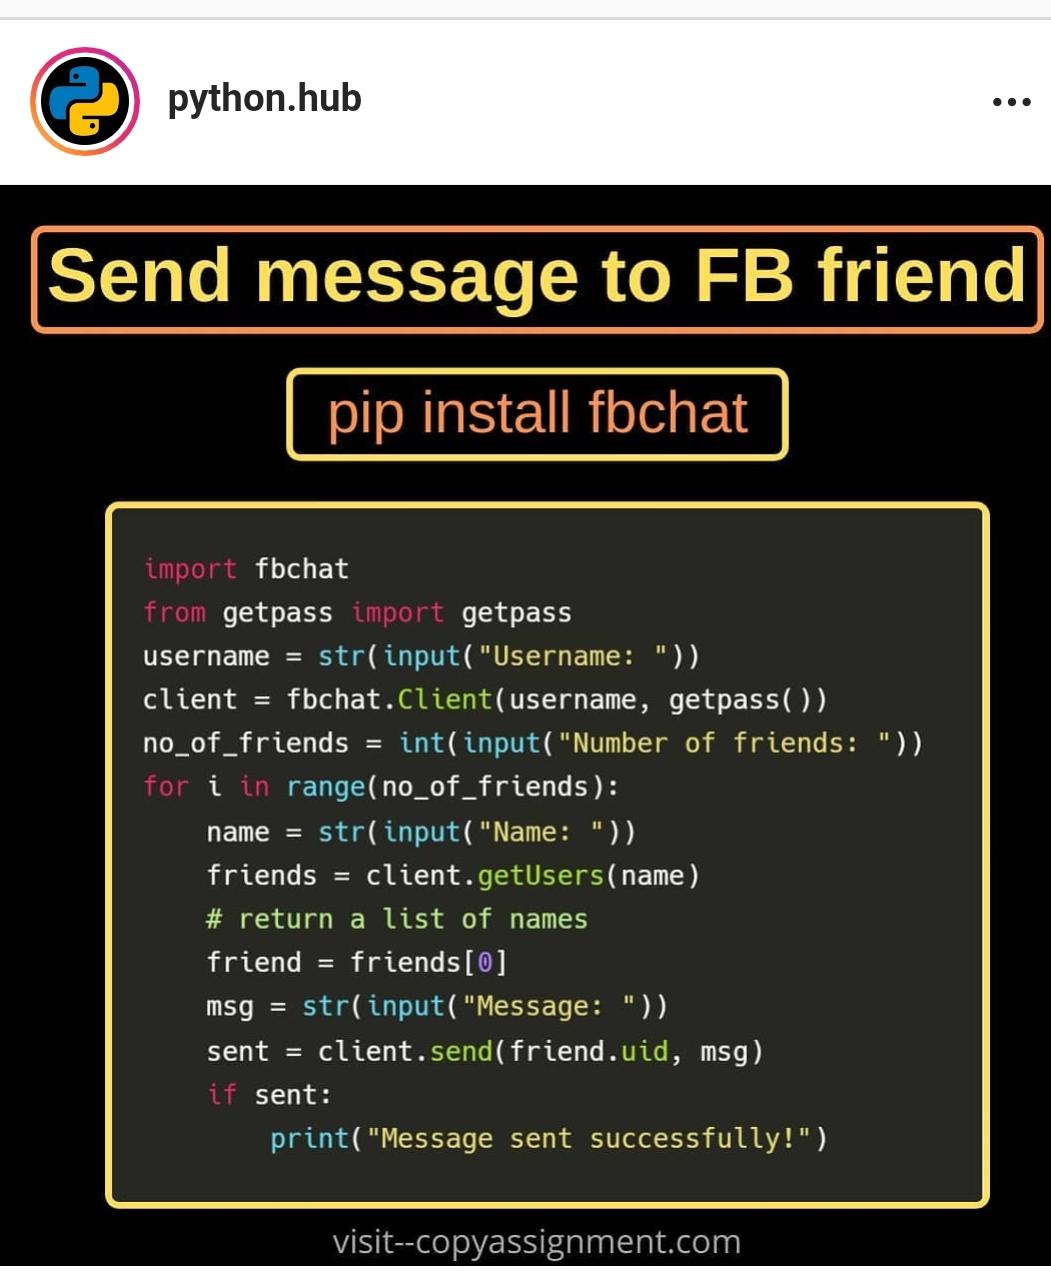 python.hub
Send message to FB friend
pip install fbchat
import fbchat
from getpass import getpass
username = str(input("Username: "))
client = fbchat.Client(username, getpass())
no_of_friends = int(input("Number of friends: "))
for i in range(no_of_friends):
    name = str(input("Name: "))
    friends = client.getUsers(name)
    # return a list of names
    friend = friends[0]
    msg = str(input("Message: "))
    sent = client.send(friend.uid, msg)
    if sent:
        print("Message sent successfully!")
visit--copyassignment.com